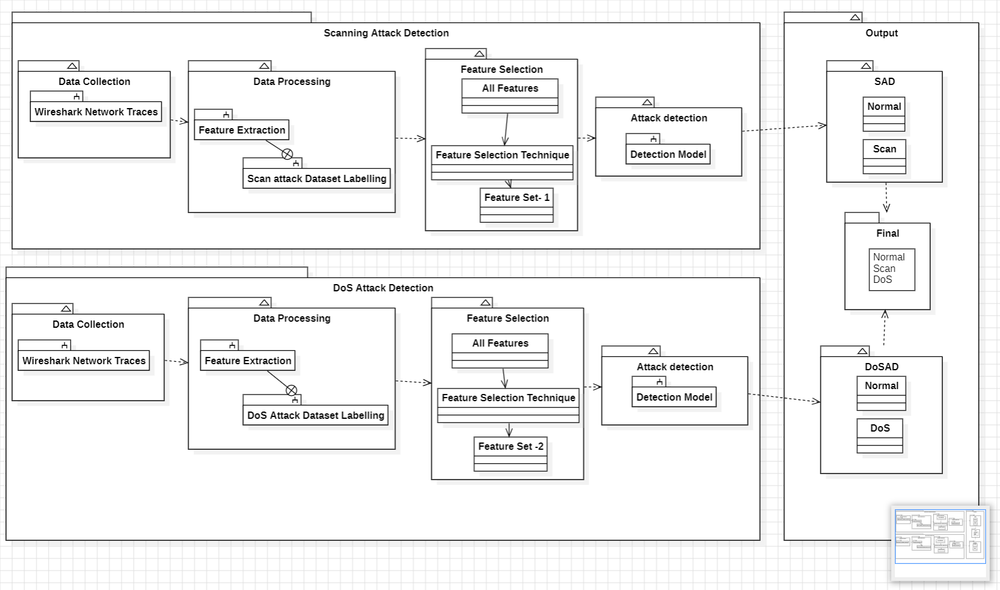 Scanning Attack Detection
Data Collection
Wireshark Network Traces
Data Processing
Feature Extraction
Scan attack Dataset Labelling
Feature Selection
All Features
Feature Selection Technique
Feature Set- 1
Attack detection
Detection Model
DoS Attack Detection
Data Collection
Wireshark Network Traces
Data Processing
Feature Extraction
DoS Attack Dataset Labelling
Feature Selection
All Features
Feature Selection Technique
Feature Set -2
Attack detection
Detection Model
Output
SAD
Normal
Scan
Final
Normal
Scan
DoS
DoSAD
Normal
DoS